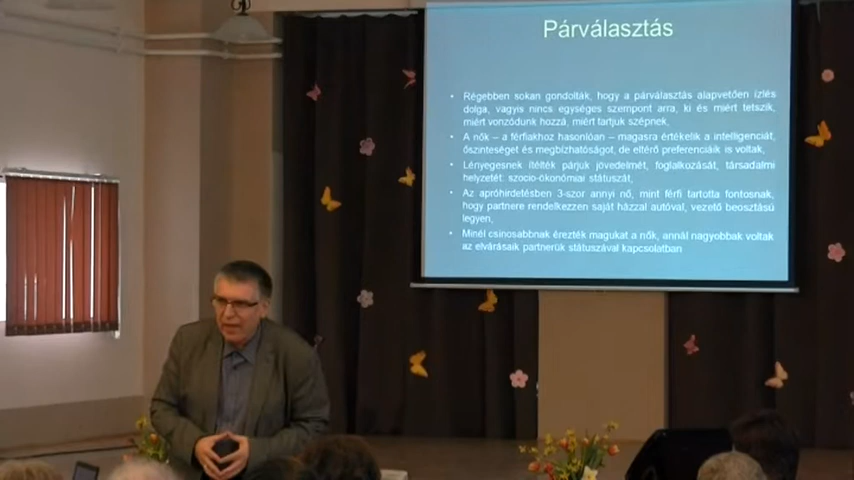 Párválasztás
• Régebben sokan gondolták, hogy a párválasztás alapvetően ízlés
dolga, vagyis nincs egységes szempont arra, ki és miért tetszik,
miért vonzódunk hozzá, miért tartjuk szépnek,
• A nők – a férfiakhoz hasonlóan – magasra értékelik a intelligenciát,
őszinteséget és megbízhatóságot, de eltérő preferenciáik is voltak,
• Lényegesnek ítélték párjuk jövedelmét, foglalkozását, társadalmi
helyzetét: szocio-ökonómiai státuszát,
• Az apróhirdetésben 3-szor annyi nő, mint férfi tartotta fontosnak,
hogy partnere rendelkezzen saját házzal autóval, vezető beosztású
legyen,
• Minél csinosabbnak érezték magukat a nők, annál nagyobbak voltak
az elvárásaik partnerük státuszával kapcsolatban